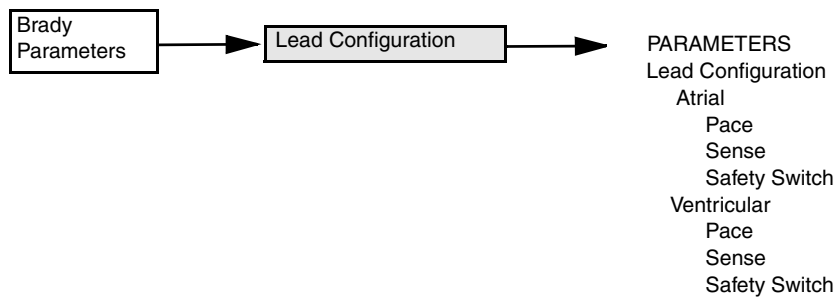 Brady
Parameters
Lead Configuration
PARAMETERS
Lead Configuration
Atrial
Pace
Sense
Safety Switch
Ventricular
Pace
Sense
Safety Switch